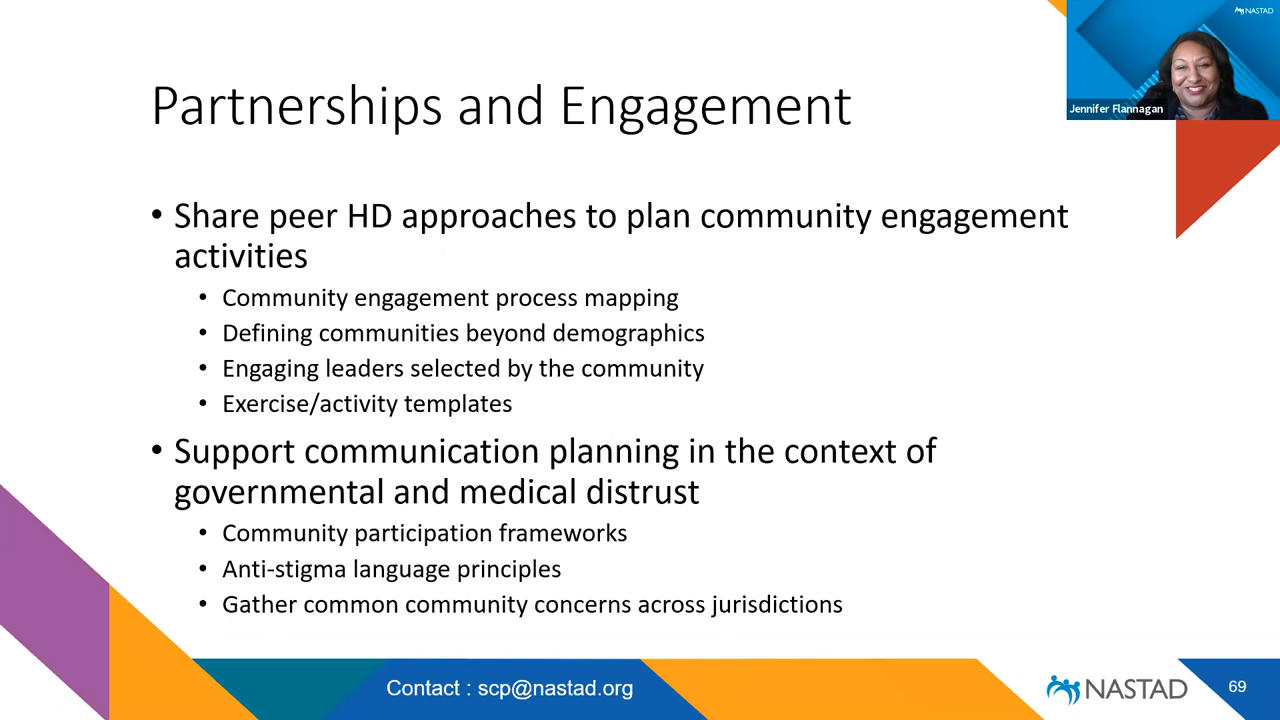 NASTAD
Jennifer Flannagan
Partnerships and Engagement
• Share peer HD approaches to plan community engagement
activities
• Community engagement process mapping
• Defining communities beyond demographics
• Engaging leaders selected by the community
• Exercise/activity templates
• Support communication planning in the context of
governmental and medical distrust
• Community participation frameworks
• Anti-stigma language principles
• Gather common community concerns across jurisdictions
Contact : scp@nastad.org
NASTAD
69